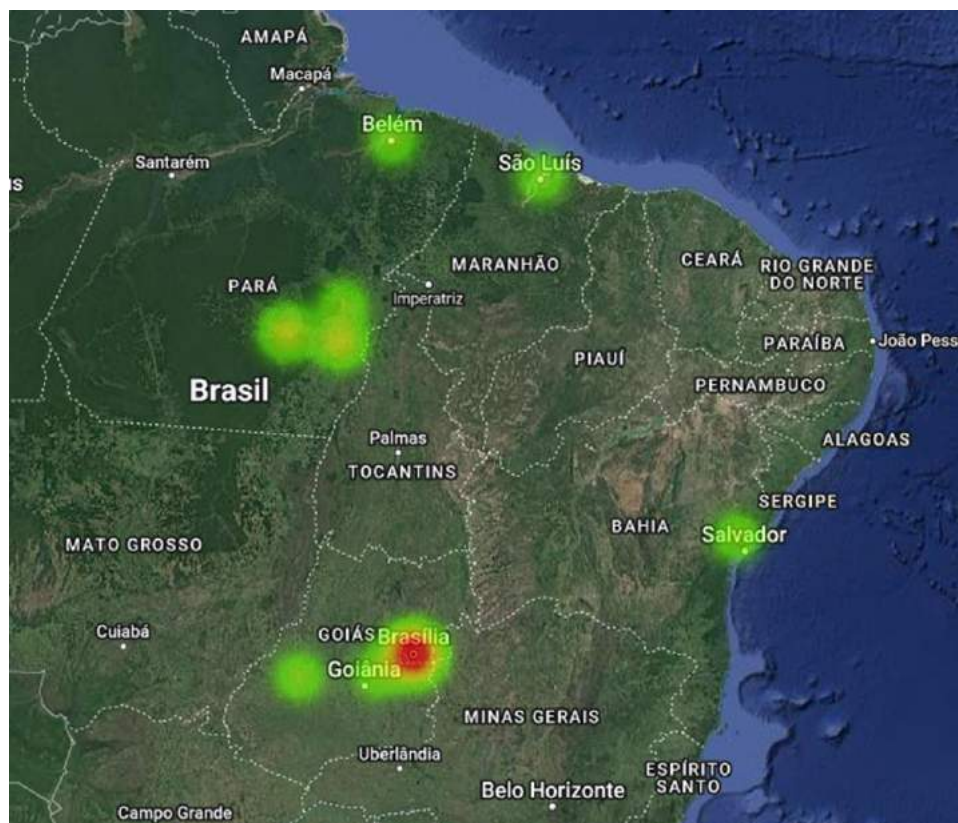 AMAPÁ
Macapá
Belém
Santarém
São Luís
IS
MARANHÃO
CEARÁ
RIO GRANDE
DO NORTE
PARÁ
Imperatriz
PARAÍBA
João Pess
PIAUÍ
Brasil
PERNAMBUCO
Palmas
ALAGOAS
TOCANTINS
SERGIPE
BAHIA
Salvador
MATO GROSSO
Cuiabá
GOIÁS
Brasília
Goiânia
MINAS GERAIS
Uberlândia
ESPÍRITO
SANTO
Belo Horizonte
Campo Grande